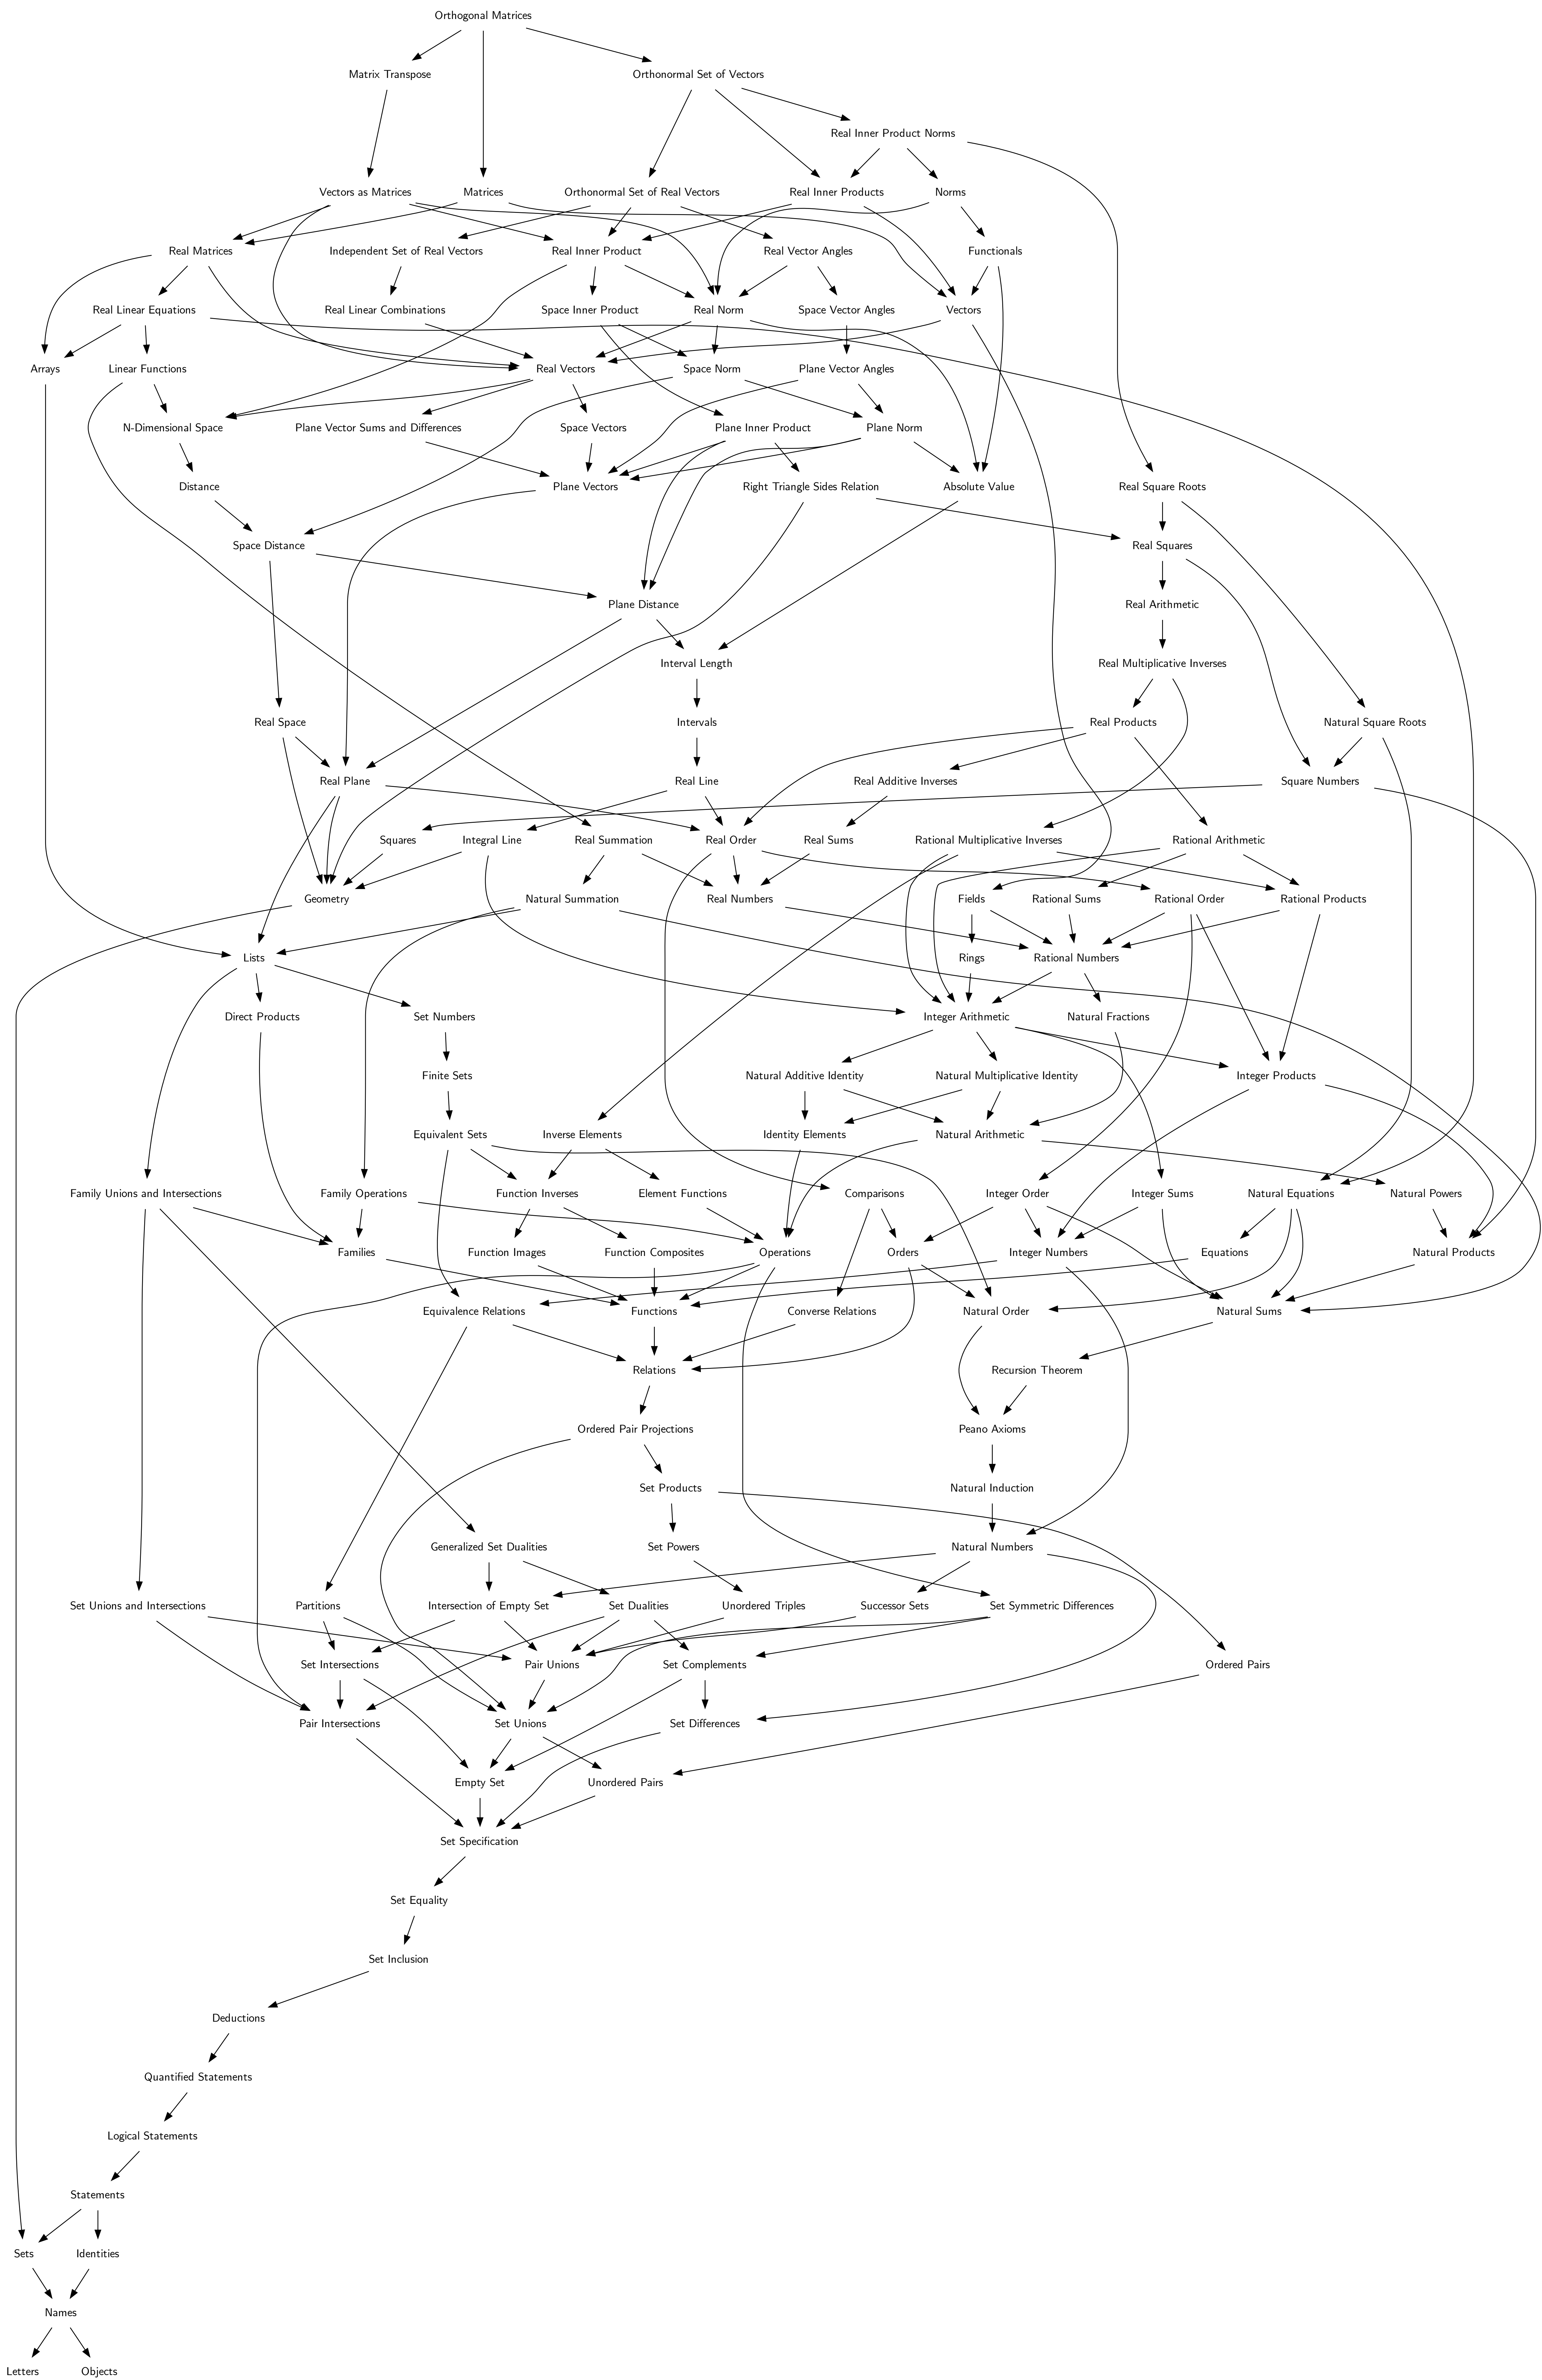 Orthogonal Matrices
Matrix Transpose
Orthonormal Set of Vectors
Real Inner Product Norms
Vectors as Matrices
Matrices
Orthonormal Set of Real Vectors
Real Inner Products
Norms
Real Matrices
Independent Set of Real Vectors
Real Inner Product
Real Vector Angles
Functionals
Real Linear Equations
Real Linear Combinations
Space Inner Product
Real Norm
Space Vector Angles
Vectors
Arrays
Linear Functions
Real Vectors
Space Norm
Plane Vector Angles
N-Dimensional Space
Plane Vector Sums and Differences
Space Vectors
Plane Inner Product
Plane Norm
Distance
Plane Vectors
Right Triangle Sides Relation
Absolute Value
Real Square Roots
Space Distance
Real Squares
Plane Distance
Real Arithmetic
Interval Length
Real Multiplicative Inverses
Real Space
Intervals
Real Products
Natural Square Roots
Real Plane
Real Line
Real Additive Inverses
Square Numbers
Squares
Integral Line
Real Summation
Real Order
Real Sums
Rational Multiplicative Inverses
Rational Arithmetic
Geometry
Natural Summation
Real Numbers
Fields
Rational Sums
Rational Order
Rational Products
Lists
Rings
Rational Numbers
Direct Products
Set Numbers
Integer Arithmetic
Natural Fractions
Finite Sets
Natural Additive Identity
Natural Multiplicative Identity
Integer Products
Equivalent Sets
Inverse Elements
Identity Elements
Natural Arithmetic
Family Unions and Intersections
Family Operations
Function Inverses
Element Functions
Comparisons
Integer Order
Integer Sums
Natural Equations
Natural Powers
Families
Function Images
Function Composites
Operations
Orders
Integer Numbers
Equations
Natural Products
Equivalence Relations
Functions
Converse Relations
Natural Order
Natural Sums
Relations
Recursion Theorem
Ordered Pair Projections
Peano Axioms
Set Products
Natural Induction
Generalized Set Dualities
Set Powers
Natural Numbers
Set Unions and Intersections
Partitions
Intersection of Empty Set
Set Dualities
Unordered Triples
Successor Sets
Set Symmetric Differences
Set Intersections
Pair Unions
Set Complements
Ordered Pairs
Pair Intersections
Set Unions
Set Differences
Empty Set
Unordered Pairs
Set Specification
Set Equality
Set Inclusion
Deductions
Quantified Statements
Logical Statements
Statements
Sets
Identities
Names
Letters
Objects